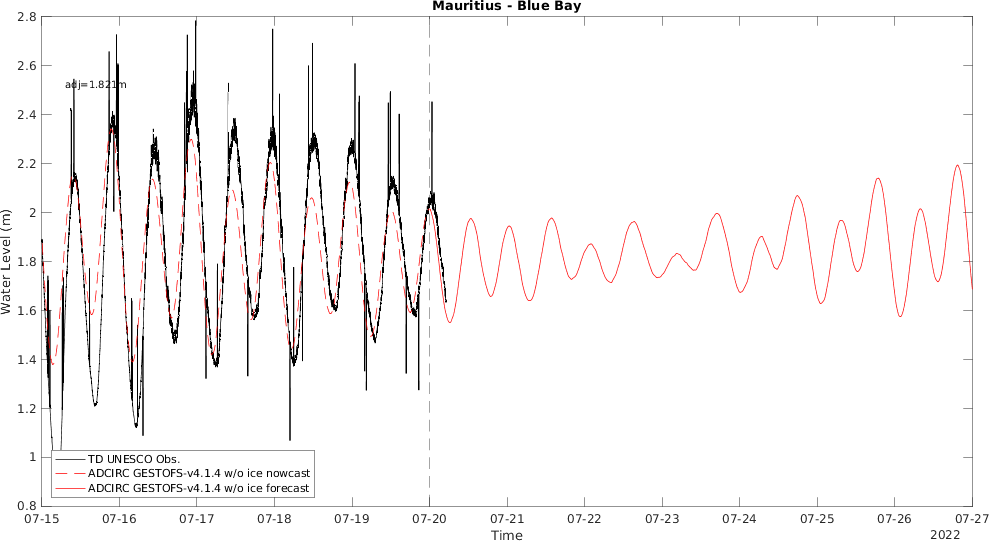 Mauritius - Blue Bay
2.8
2.6
2.4
2.2
2
1.8
1.6
1.4
1.2
1
0.8
Water Level (m)
adj=1.821m
TD UNESCO Obs.
ADCIRC GESTOFS-v4.1.4 w/o ice nowcast
ADCIRC GESTOFS-v4.1.4 w/o ice forecast
07-15 07-16 07-17 07-18 07-19 07-20 07-21 07-22 07-23 07-24 07-25 07-26 07-27
Time
2022